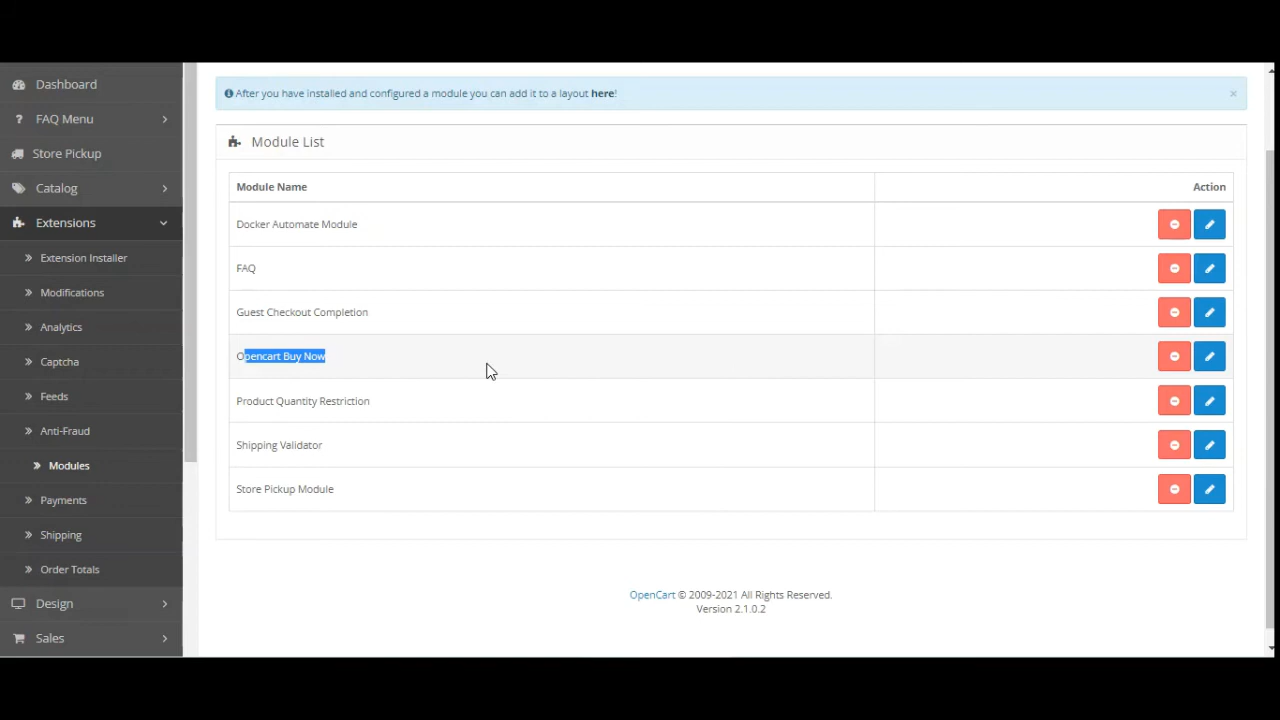 Dashboard
FAQ Menu
Store Pickup
Catalog
Extensions
Extension Installer
Modifications
Analytics
Captcha
Feeds
Anti-Fraud
Modules
Payments
Shipping
Order Totals
Design
Sales
After you have installed and configured a module you can add it to a layout here!
Module List
Module Name Action
Docker Automate Module
FAQ
Guest Checkout Completion
Opencart Buy Now
Product Quantity Restriction
Shipping Validator
Store Pickup Module
OpenCart © 2009-2021 All Rights Reserved.
Version 2.1.0.2